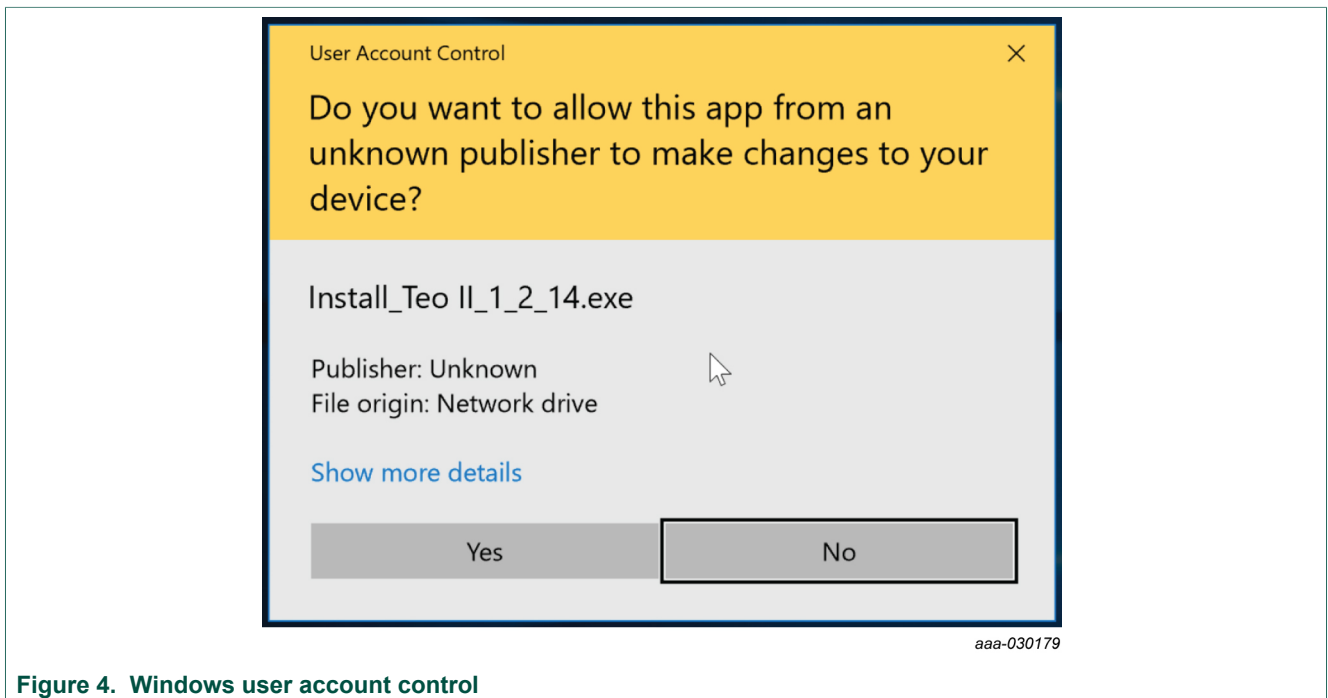 User Account Control
Do you want to allow this app from an
unknown publisher to make changes to your
device?
Install_Teo II_1_2_14.exe
Publisher: Unknown
File origin: Network drive
Show more details
Yes
No
aaa-030179
Figure 4. Windows user account control